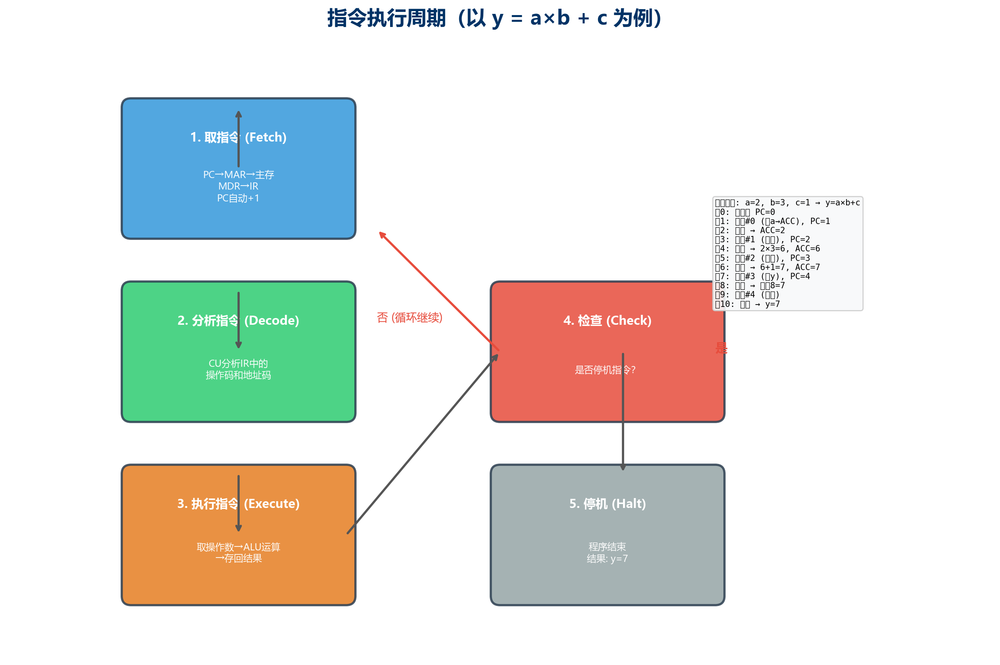 指令执行周期 (以 y = a×b + c 为例)
1. 取指令 (Fetch)
PC→MAR→主存
MDR→IR
PC自动+1
2. 分析指令 (Decode)
CU分析IR中的
操作码和地址码
3. 执行指令 (Execute)
取操作数→ALU运算
→存回结果
否 (循环继续)
4. 检查 (Check)
是否停机指令?
是
5. 停机 (Halt)
程序结束
结果: y=7
: a=2, b=3, c=1 → y=a×b+c
0: PC=0
1: #0 (a→ACC), PC=1
2: → ACC=2
3: #1 (), PC=2
4: → 2×3=6, ACC=6
5: #2 (), PC=3
6: → 6+1=7, ACC=7
7: #3 (y), PC=4
8: → 8=7
9: #4 ()
10: → y=7